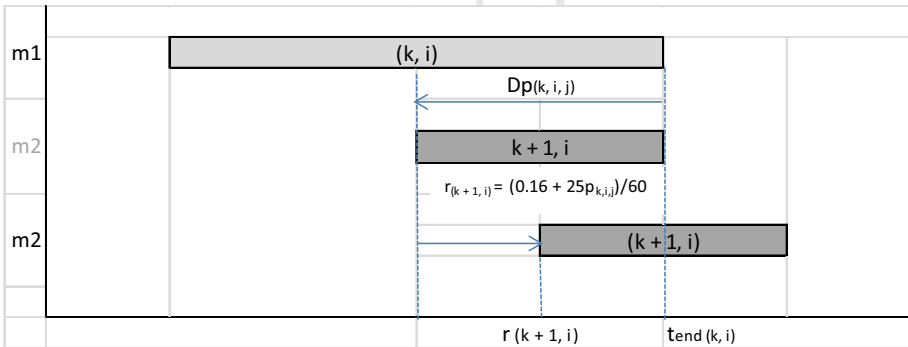 m1
(k, i)
Dp(k, i, j)
m2
k + 1, i
r(k + 1, i) = (0.16 + 25pk,i,j)/60
m2
(k + 1, i)
r (k + 1, i)
tend (k, i)